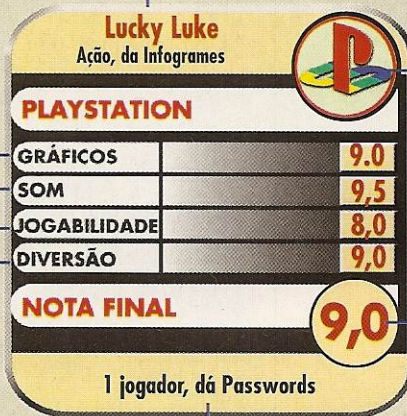 Lucky Luke
Ação, da Infogrames
PLAYSTATION
GRÁFICOS 9.0
SOM 9,5
JOGABILIDADE 8,0
DIVERSÃO 9,0
NOTA FINAL 9,0
1 jogador, dá Passwords